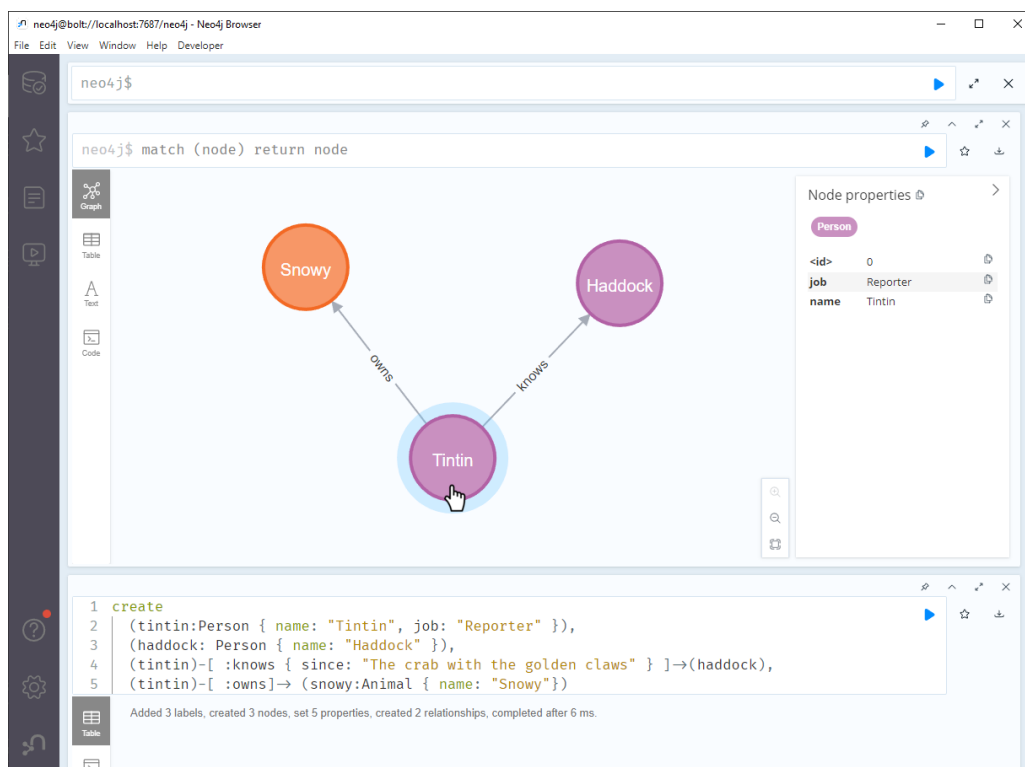 neo4j@bolt://localhost:7687/neo4j - Neo4j Browser
File Edit View Window Help Developer
neo4j$
neo4j$ match (node) return node
Graph
Table
Text
Code
Snowy
Haddock
owns
knows
Tintin
Node properties
Person
<id> 0
job Reporter
name Tintin
1 create
2 (tintin:Person { name: "Tintin", job: "Reporter" }),
3 (haddock: Person { name: "Haddock" }),
4 (tintin)-[ :knows { since: "The crab with the golden claws" } ]→(haddock),
5 (tintin)-[ :owns]→ (snowy:Animal { name: "Snowy"})
Table
Added 3 labels, created 3 nodes, set 5 properties, created 2 relationships, completed after 6 ms.